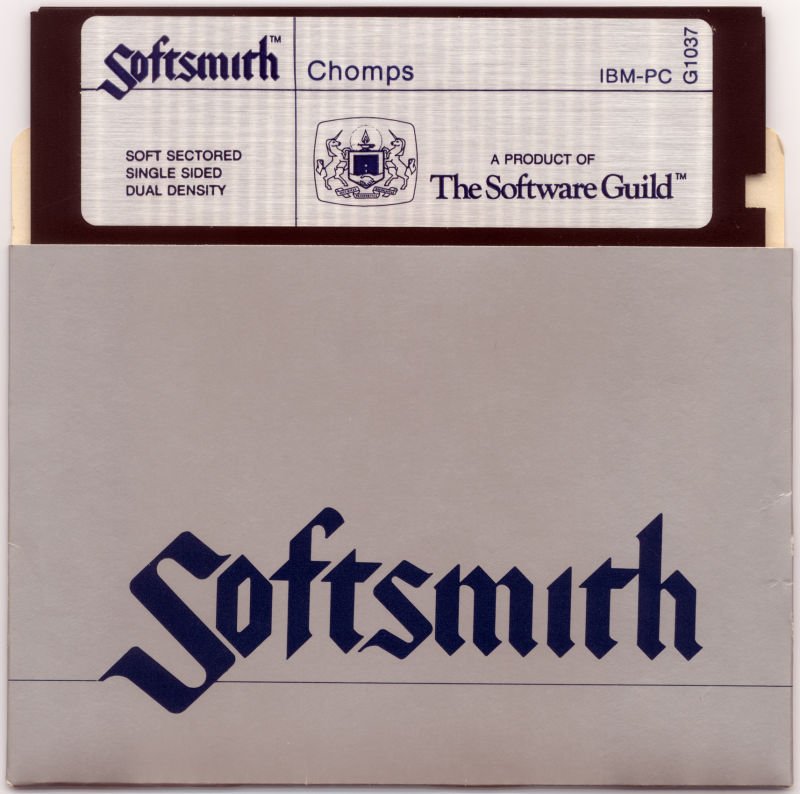 Softsmith™
Chomps
IBM-PC
G1037
SOFT SECTORED
SINGLE SIDED
DUAL DENSITY
A PRODUCT OF
The Software Guild™
Softsmith